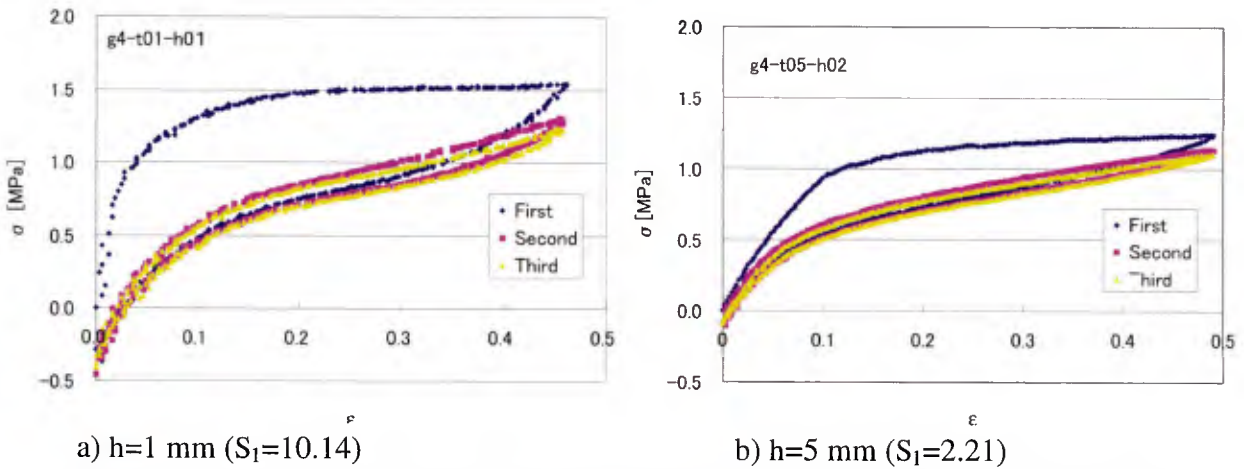 2.0
g4-t01-h01
1.5
1.0
σ [MPa]
First
0.5
Second
Third
0.0
0.0 0.1 0.2 0.3 0.4 0.5
-0.5
ε
a) h=1 mm (S₁=10.14)
2.0
g4-t05-h02
1.5
1.0
σ [MPa]
First
0.5
Second
Third
0.0
0 0.1 0.2 0.3 0.4 0.5
-0.5
ε
b) h=5 mm (S₁=2.21)